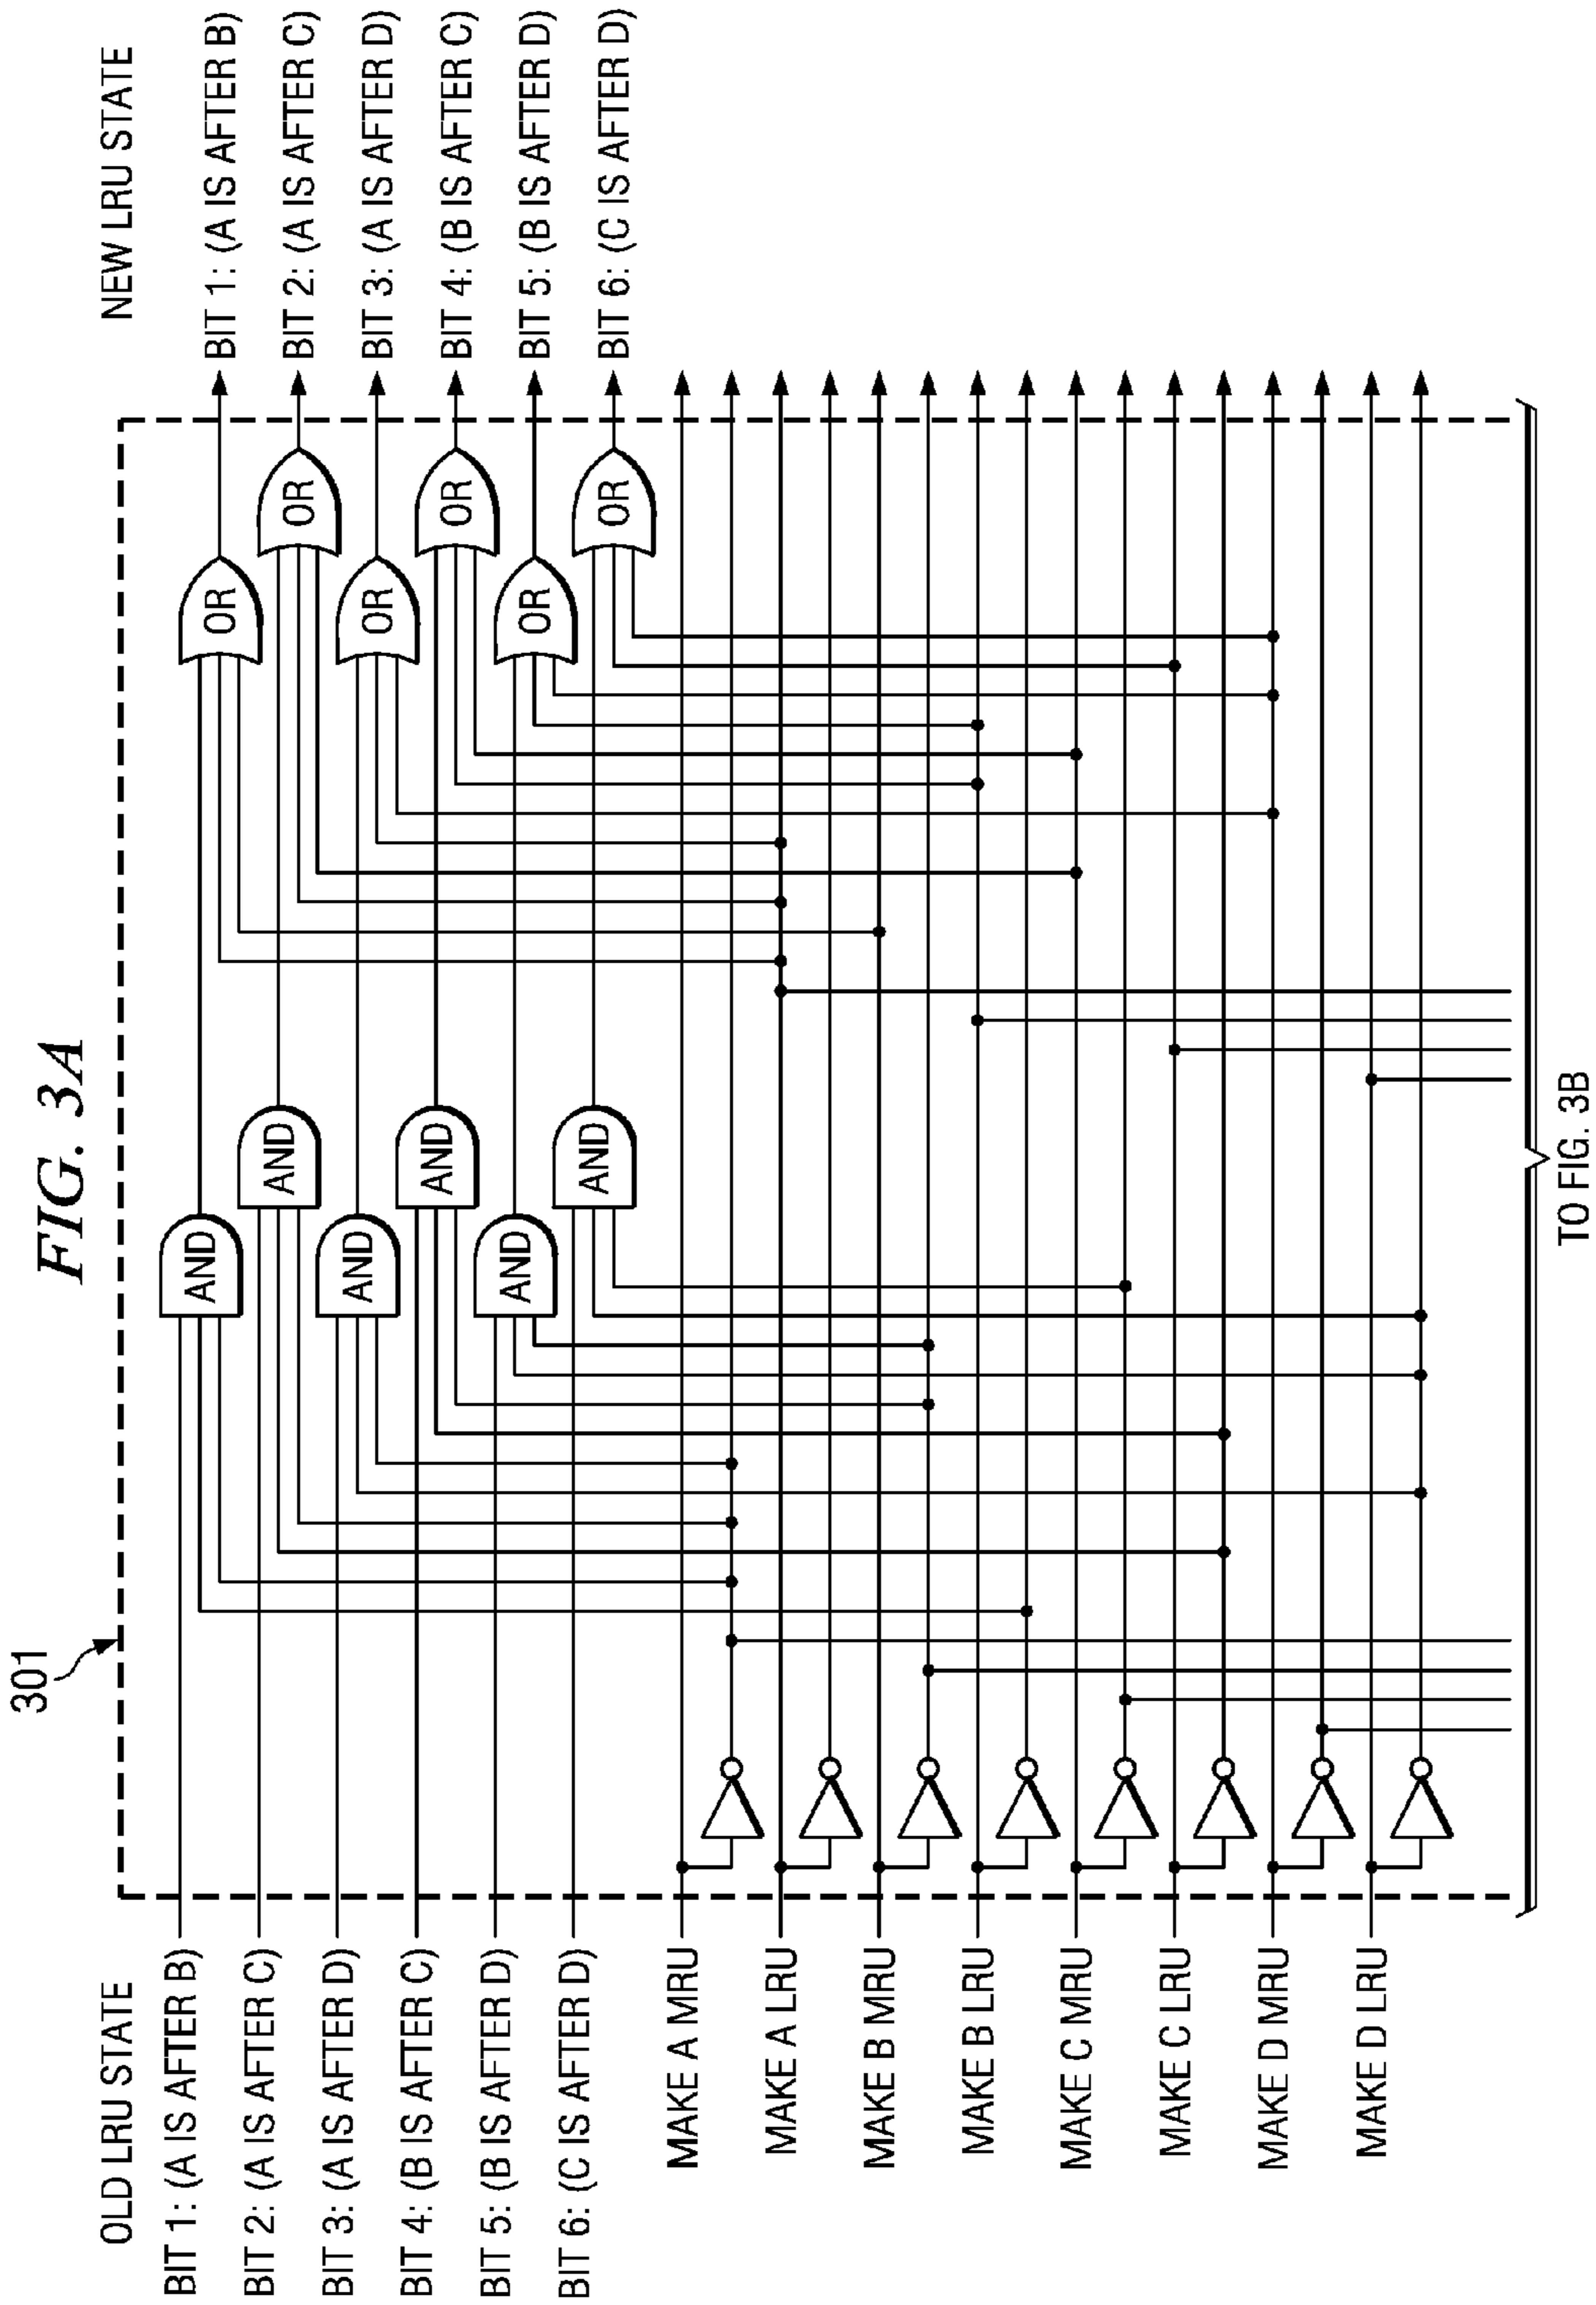 FIG. 3A
301
OLD LRU STATE
BIT 1: (A IS AFTER B)
BIT 2: (A IS AFTER C)
BIT 3: (A IS AFTER D)
BIT 4: (B IS AFTER C)
BIT 5: (B IS AFTER D)
BIT 6: (C IS AFTER D)
MAKE A MRU
MAKE A LRU
MAKE B MRU
MAKE B LRU
MAKE C MRU
MAKE C LRU
MAKE D MRU
MAKE D LRU
AND
AND
AND
AND
AND
AND
OR
OR
OR
OR
OR
OR
NEW LRU STATE
BIT 1: (A IS AFTER B)
BIT 2: (A IS AFTER C)
BIT 3: (A IS AFTER D)
BIT 4: (B IS AFTER C)
BIT 5: (B IS AFTER D)
BIT 6: (C IS AFTER D)
TO FIG. 3B